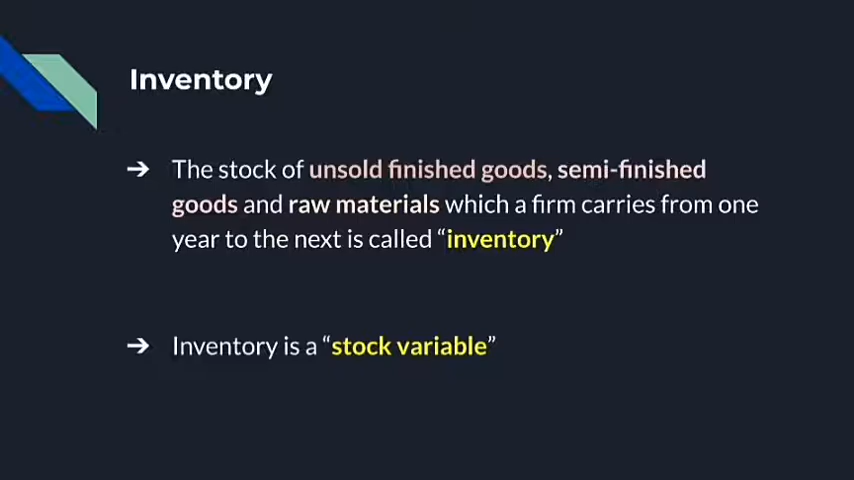 Inventory
➔ The stock of unsold finished goods, semi-finished
goods and raw materials which a firm carries from one
year to the next is called “inventory”
➔ Inventory is a “stock variable”